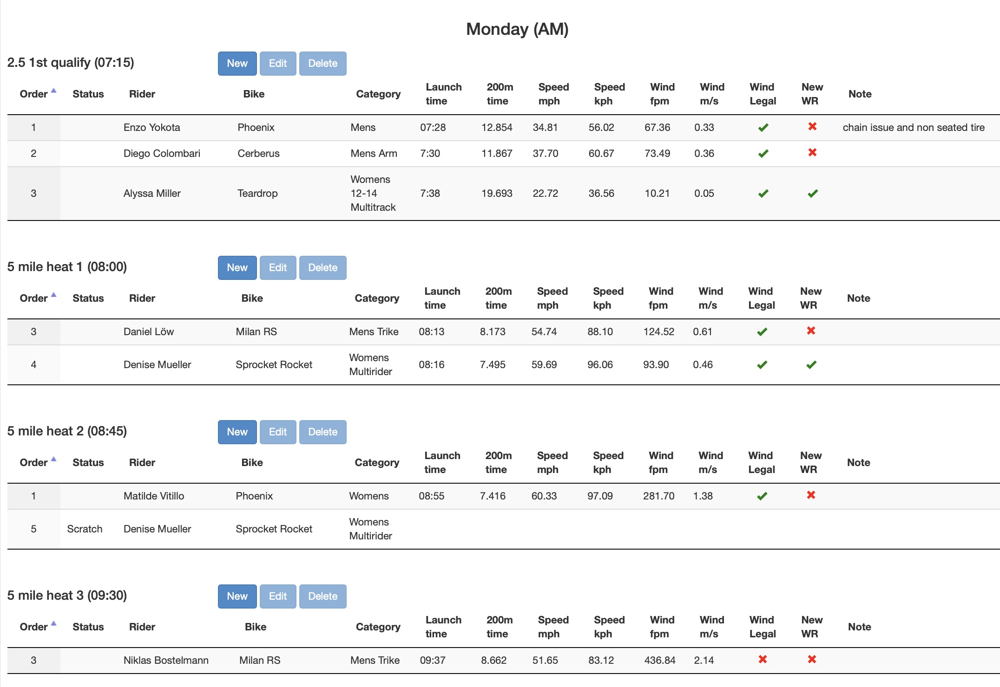 Monday (AM)
2.5 1st qualify (07:15) New Edit Delete
Order Status Rider Bike Category Launch time 200m time Speed mph Speed kph Wind fpm Wind m/s Wind Legal New WR Note
1 Enzo Yokota Phoenix Mens 07:28 12.854 34.81 56.02 67.36 0.33 chain issue and non seated tire
2 Diego Colombari Cerberus Mens Arm 7:30 11.867 37.70 60.67 73.49 0.36
3 Alyssa Miller Teardrop Womens 12-14 Multitrack 7:38 19.693 22.72 36.56 10.21 0.05
5 mile heat 1 (08:00) New Edit Delete
Order Status Rider Bike Category Launch time 200m time Speed mph Speed kph Wind fpm Wind m/s Wind Legal New WR Note
3 Daniel Löw Milan RS Mens Trike 08:13 8.173 54.74 88.10 124.52 0.61
4 Denise Mueller Sprocket Rocket Womens Multirider 08:16 7.495 59.69 96.06 93.90 0.46
5 mile heat 2 (08:45) New Edit Delete
Order Status Rider Bike Category Launch time 200m time Speed mph Speed kph Wind fpm Wind m/s Wind Legal New WR Note
1 Matilde Vitillo Phoenix Womens 08:55 7.416 60.33 97.09 281.70 1.38
5 Scratch Denise Mueller Sprocket Rocket Womens Multirider
5 mile heat 3 (09:30) New Edit Delete
Order Status Rider Bike Category Launch time 200m time Speed mph Speed kph Wind fpm Wind m/s Wind Legal New WR Note
3 Niklas Bostelmann Milan RS Mens Trike 09:37 8.662 51.65 83.12 436.84 2.14